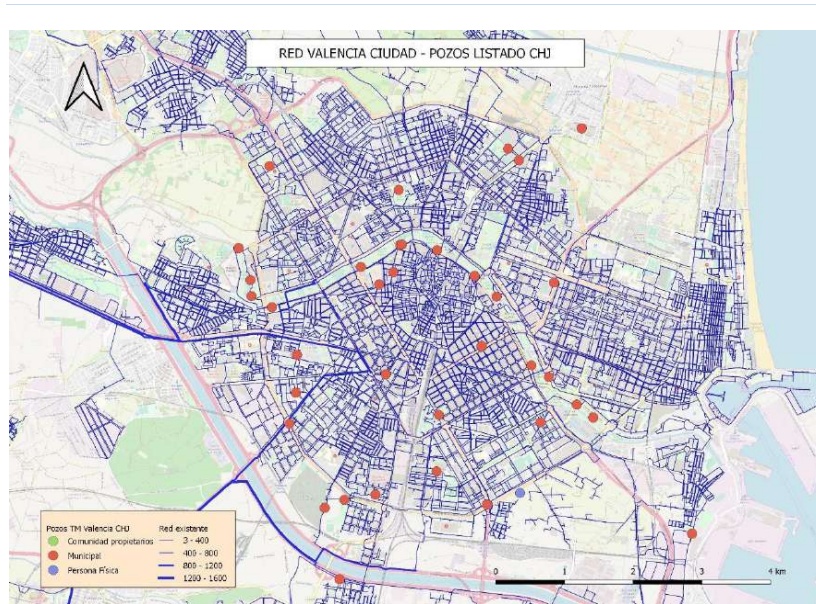 RED VALENCIA CIUDAD - POZOS LISTADO CHJ
Pozos TM Valencia CHJ
Comunidad propietarios
Municipal
Persona Física
Red existente
3 - 400
400 - 800
800 - 1200
1200 - 1600
0 1 2 3 4 km